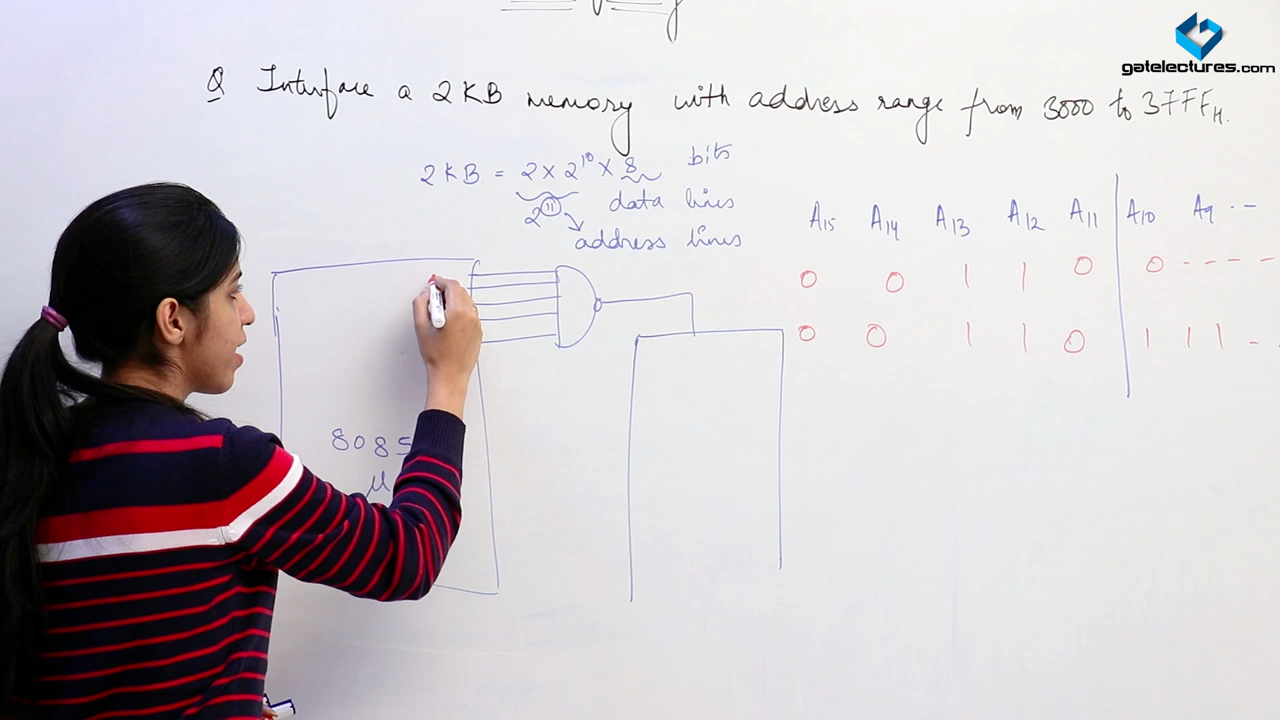 gatelectures.com
Q Interface a 2KB memory with address range from 3000 to 37FFH.
2KB = 2 x 2^10 x 8 bits
2^11 data lines
address lines
A15 A14 A13 A12 A11 A10 A9 --
0 0 1 1 0 0 ----
0 0 1 1 0 1 1 1 --
8085
μ